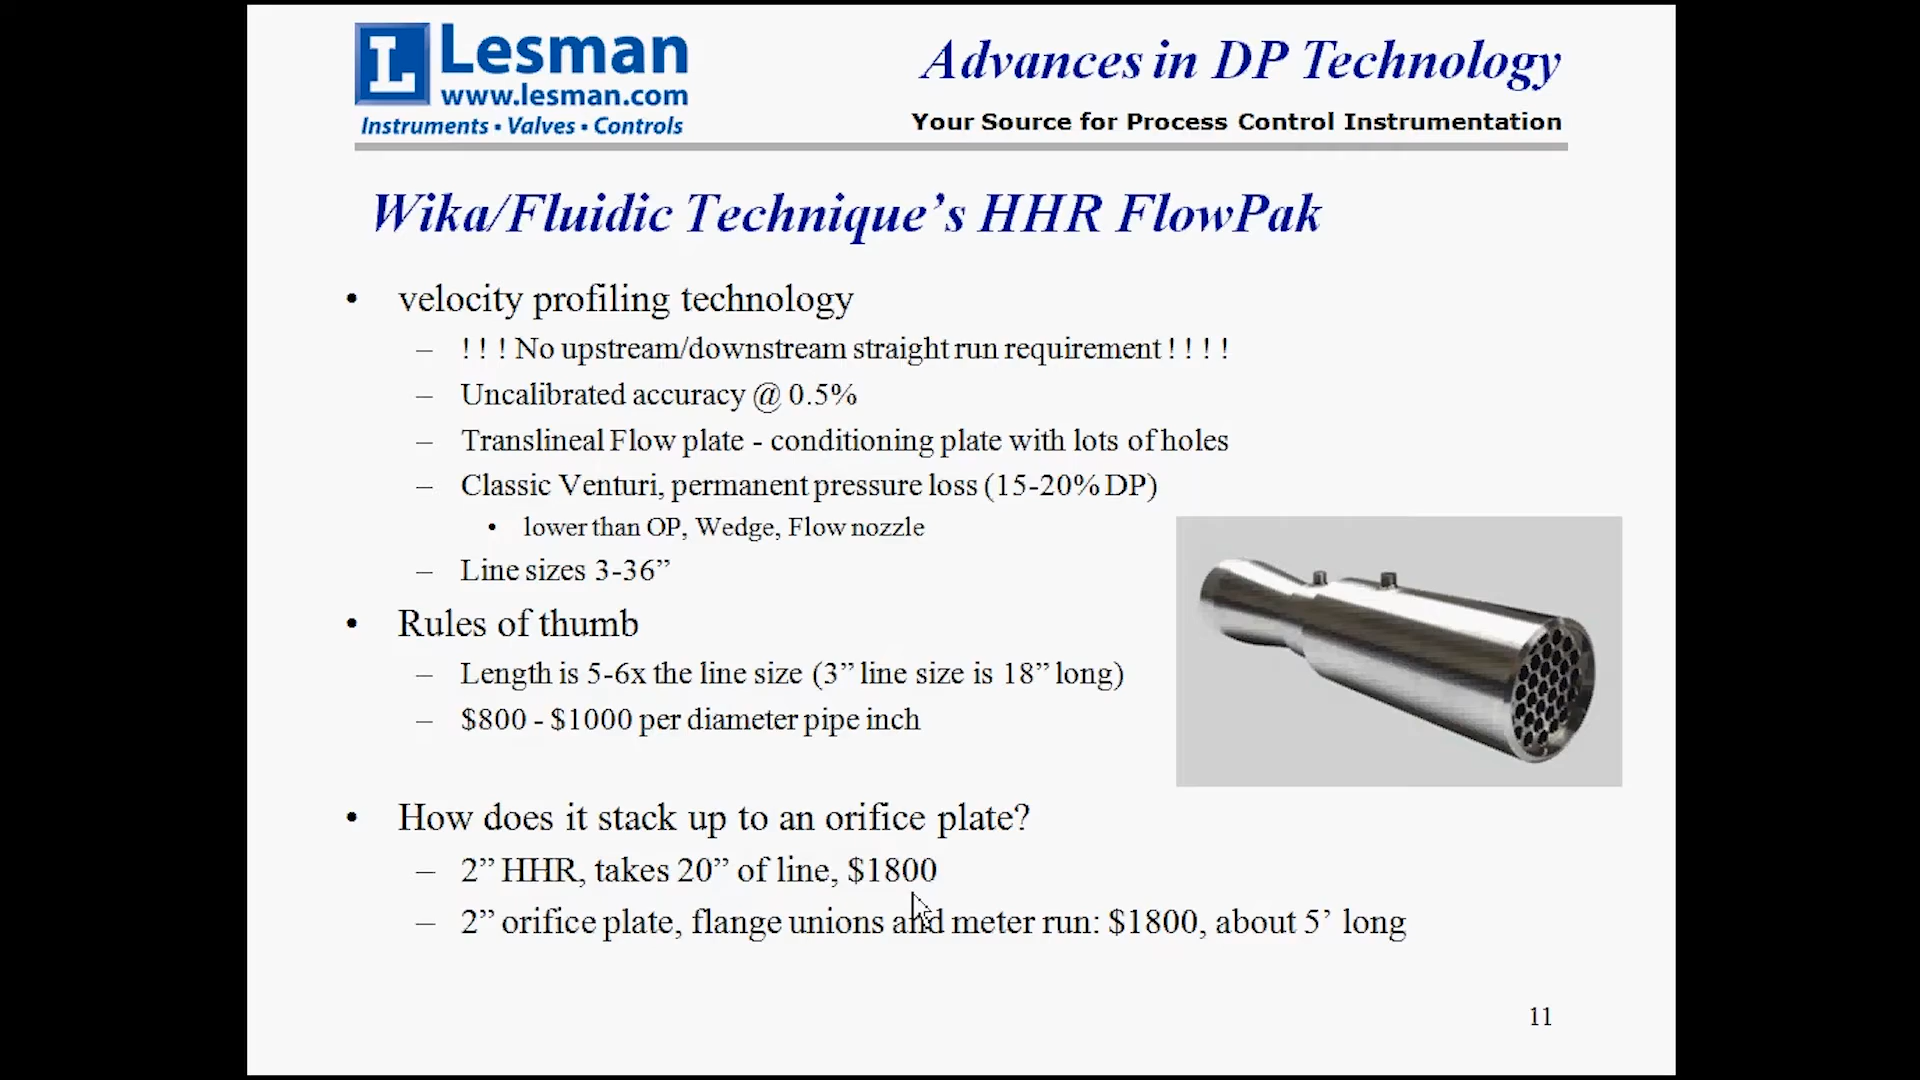 L Lesman
www.lesman.com
Instruments • Valves • Controls
Advances in DP Technology
Your Source for Process Control Instrumentation
Wika/Fluidic Technique’s HHR FlowPak
• velocity profiling technology
– ! ! ! No upstream/downstream straight run requirement ! ! ! !
– Uncalibrated accuracy @ 0.5%
– Translineal Flow plate - conditioning plate with lots of holes
– Classic Venturi, permanent pressure loss (15-20% DP)
• lower than OP, Wedge, Flow nozzle
– Line sizes 3-36”
• Rules of thumb
– Length is 5-6x the line size (3” line size is 18” long)
– $800 - $1000 per diameter pipe inch
• How does it stack up to an orifice plate?
– 2” HHR, takes 20” of line, $1800
– 2” orifice plate, flange unions and meter run: $1800, about 5’ long
11